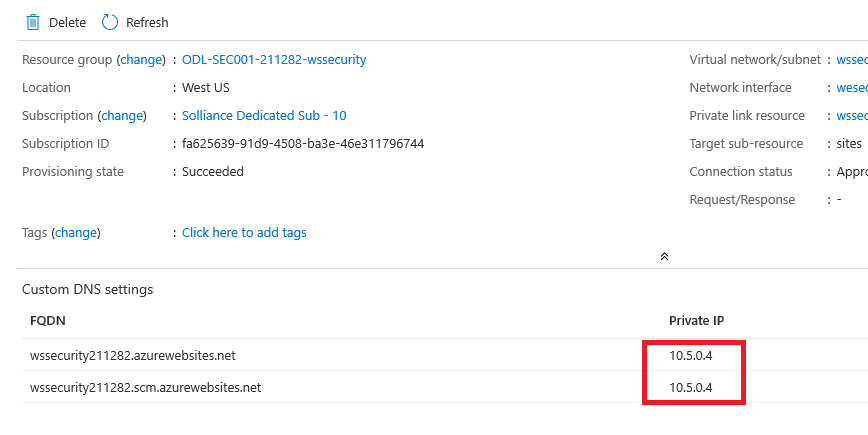 Delete Refresh
Resource group (change) : ODL-SEC001-211282-wssecurity Virtual network/subnet : wssec
Location : West US Network interface : wesec
Subscription (change) : Solliance Dedicated Sub - 10 Private link resource : wssec
Subscription ID : fa625639-91d9-4508-ba3e-46e311796744 Target sub-resource : sites
Provisioning state : Succeeded Connection status : Appro
Request/Response : -
Tags (change) : Click here to add tags
Custom DNS settings
FQDN Private IP
wssecurity211282.azurewebsites.net 10.5.0.4
wssecurity211282.scm.azurewebsites.net 10.5.0.4